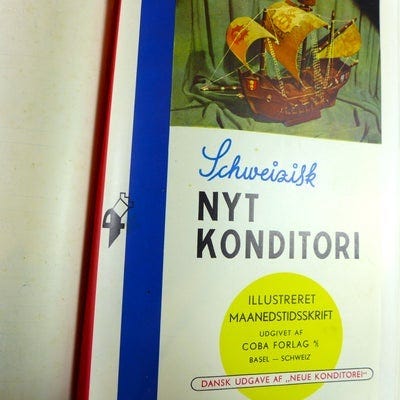 Schweizisk
NYT
KONDITORI
ILLUSTRERET
MAANEDSTIDSSKRIFT
UDGIVET AF
COBA FORLAG A/S
BASEL — SCHWEIZ
DANSK UDGAVE AF „NEUE KONDITOREI"